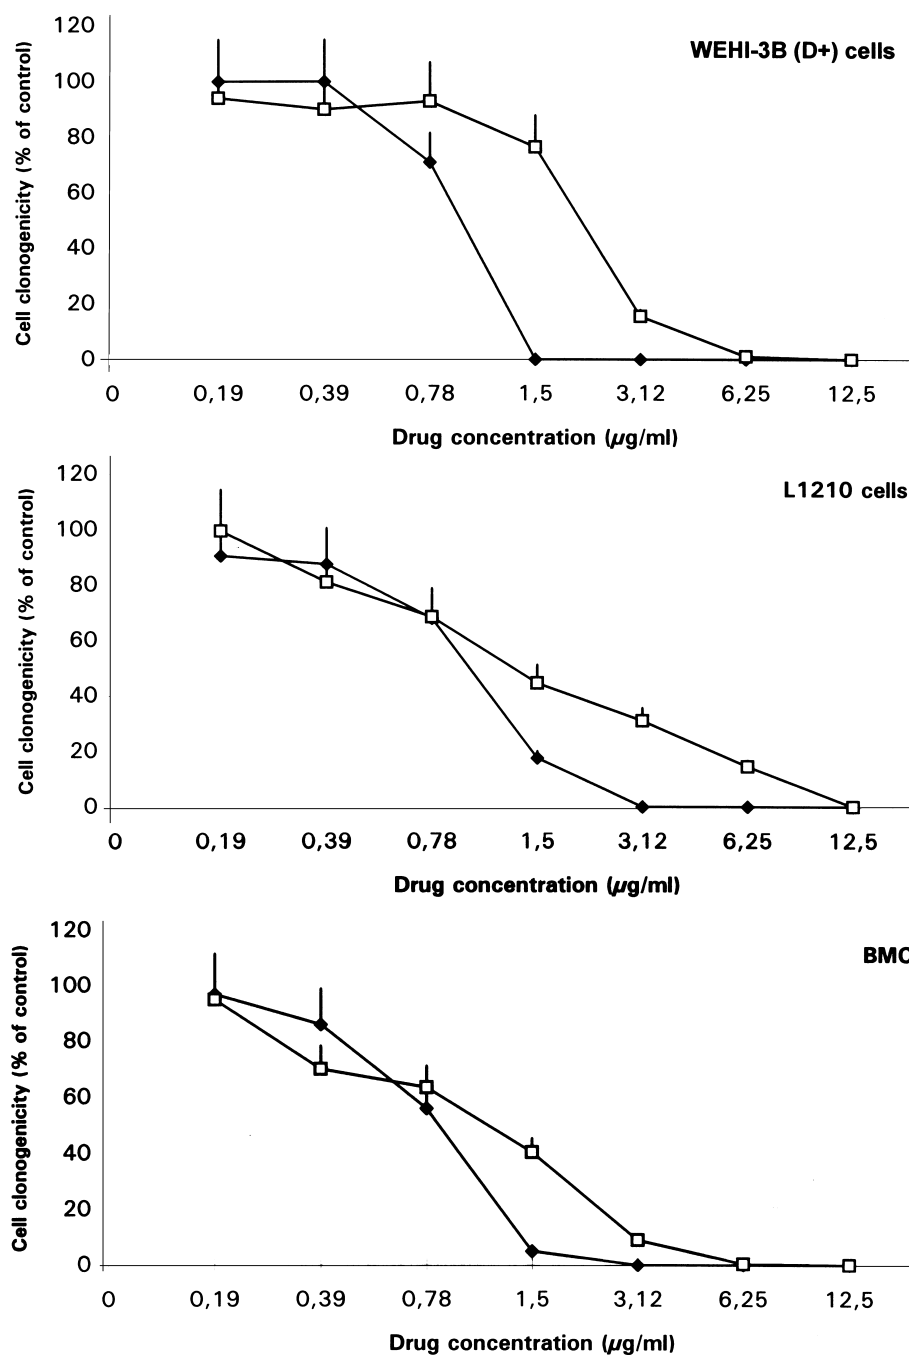 120
WEHI-3B (D+) cells
100
80
60
40
20
0
Cell clonogenicity (% of control)
0 0,19 0,39 0,78 1,5 3,12 6,25 12,5
Drug concentration (µg/ml)
120
L1210 cells
100
80
60
40
20
0
Cell clonogenicity (% of control)
0 0,19 0,39 0,78 1,5 3,12 6,25 12,5
Drug concentration (µg/ml)
120
BMC
100
80
60
40
20
0
Cell clonogenicity (% of control)
0 0,19 0,39 0,78 1,5 3,12 6,25 12,5
Drug concentration (µg/ml)